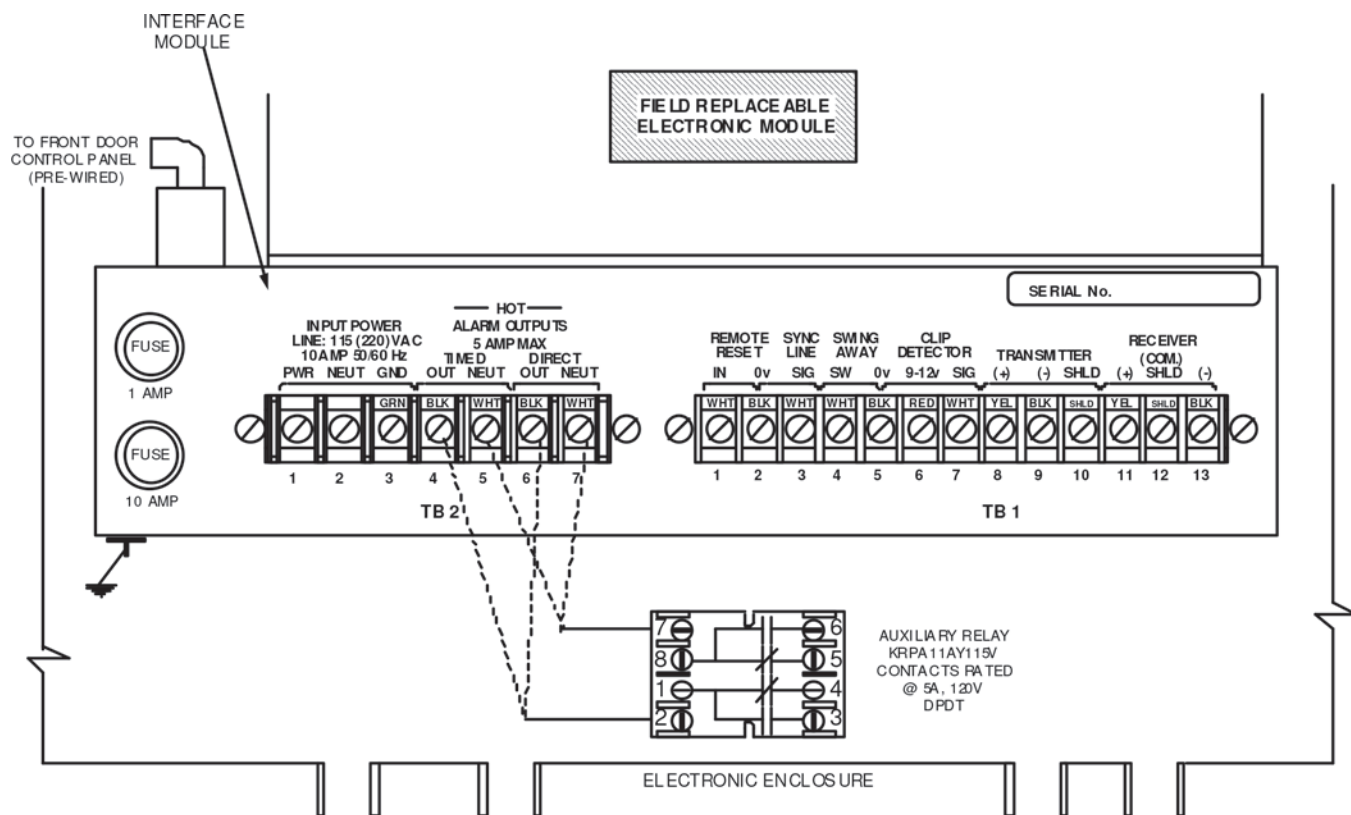 INTERFACE
MODULE
FIELD REPLACEABLE
ELECTRONIC MODULE
TO FRONT DOOR
CONTROL PANEL
(PRE-WIRED)
SERIAL No.
FUSE
1 AMP
FUSE
10 AMP
INPUT POWER
LINE: 115 (220) VAC
10 AMP 50/60 Hz
PWR NEUT GND
HOT
ALARM OUTPUTS
5 AMP MAX
TIMED DIRECT
OUT NEUT OUT NEUT
GRN BLK WHT BLK WHT
1 2 3 4 5 6 7
TB 2
REMOTE
RESET
IN 0v
SYNC
LINE
SIG
SWING
AWAY
SW 0v
CLIP
DETECTOR
9-12v SIG
TRANSMITTER
(+) (-) SHLD
RECEIVER
(COM.)
(+) SHLD (-)
WHT BLK WHT WHT BLK RED WHT YEL BLK SHLD YEL SHLD BLK
1 2 3 4 5 6 7 8 9 10 11 12 13
TB 1
7 6
8 5
1 4
2 3
AUXILIARY RELAY
KRPA11AY115V
CONTACTS RATED
@ 5A, 120V
DPDT
ELECTRONIC ENCLOSURE